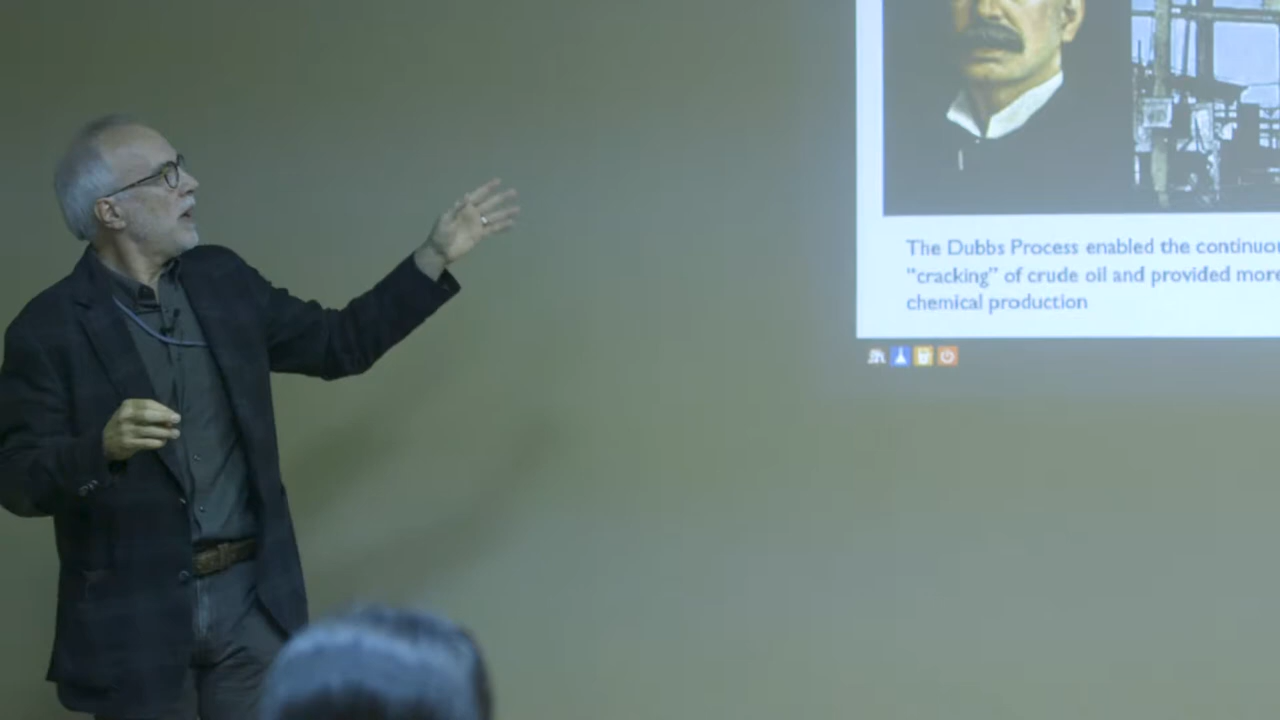 The Dubbs Process enabled the continuou
"cracking" of crude oil and provided more
chemical production